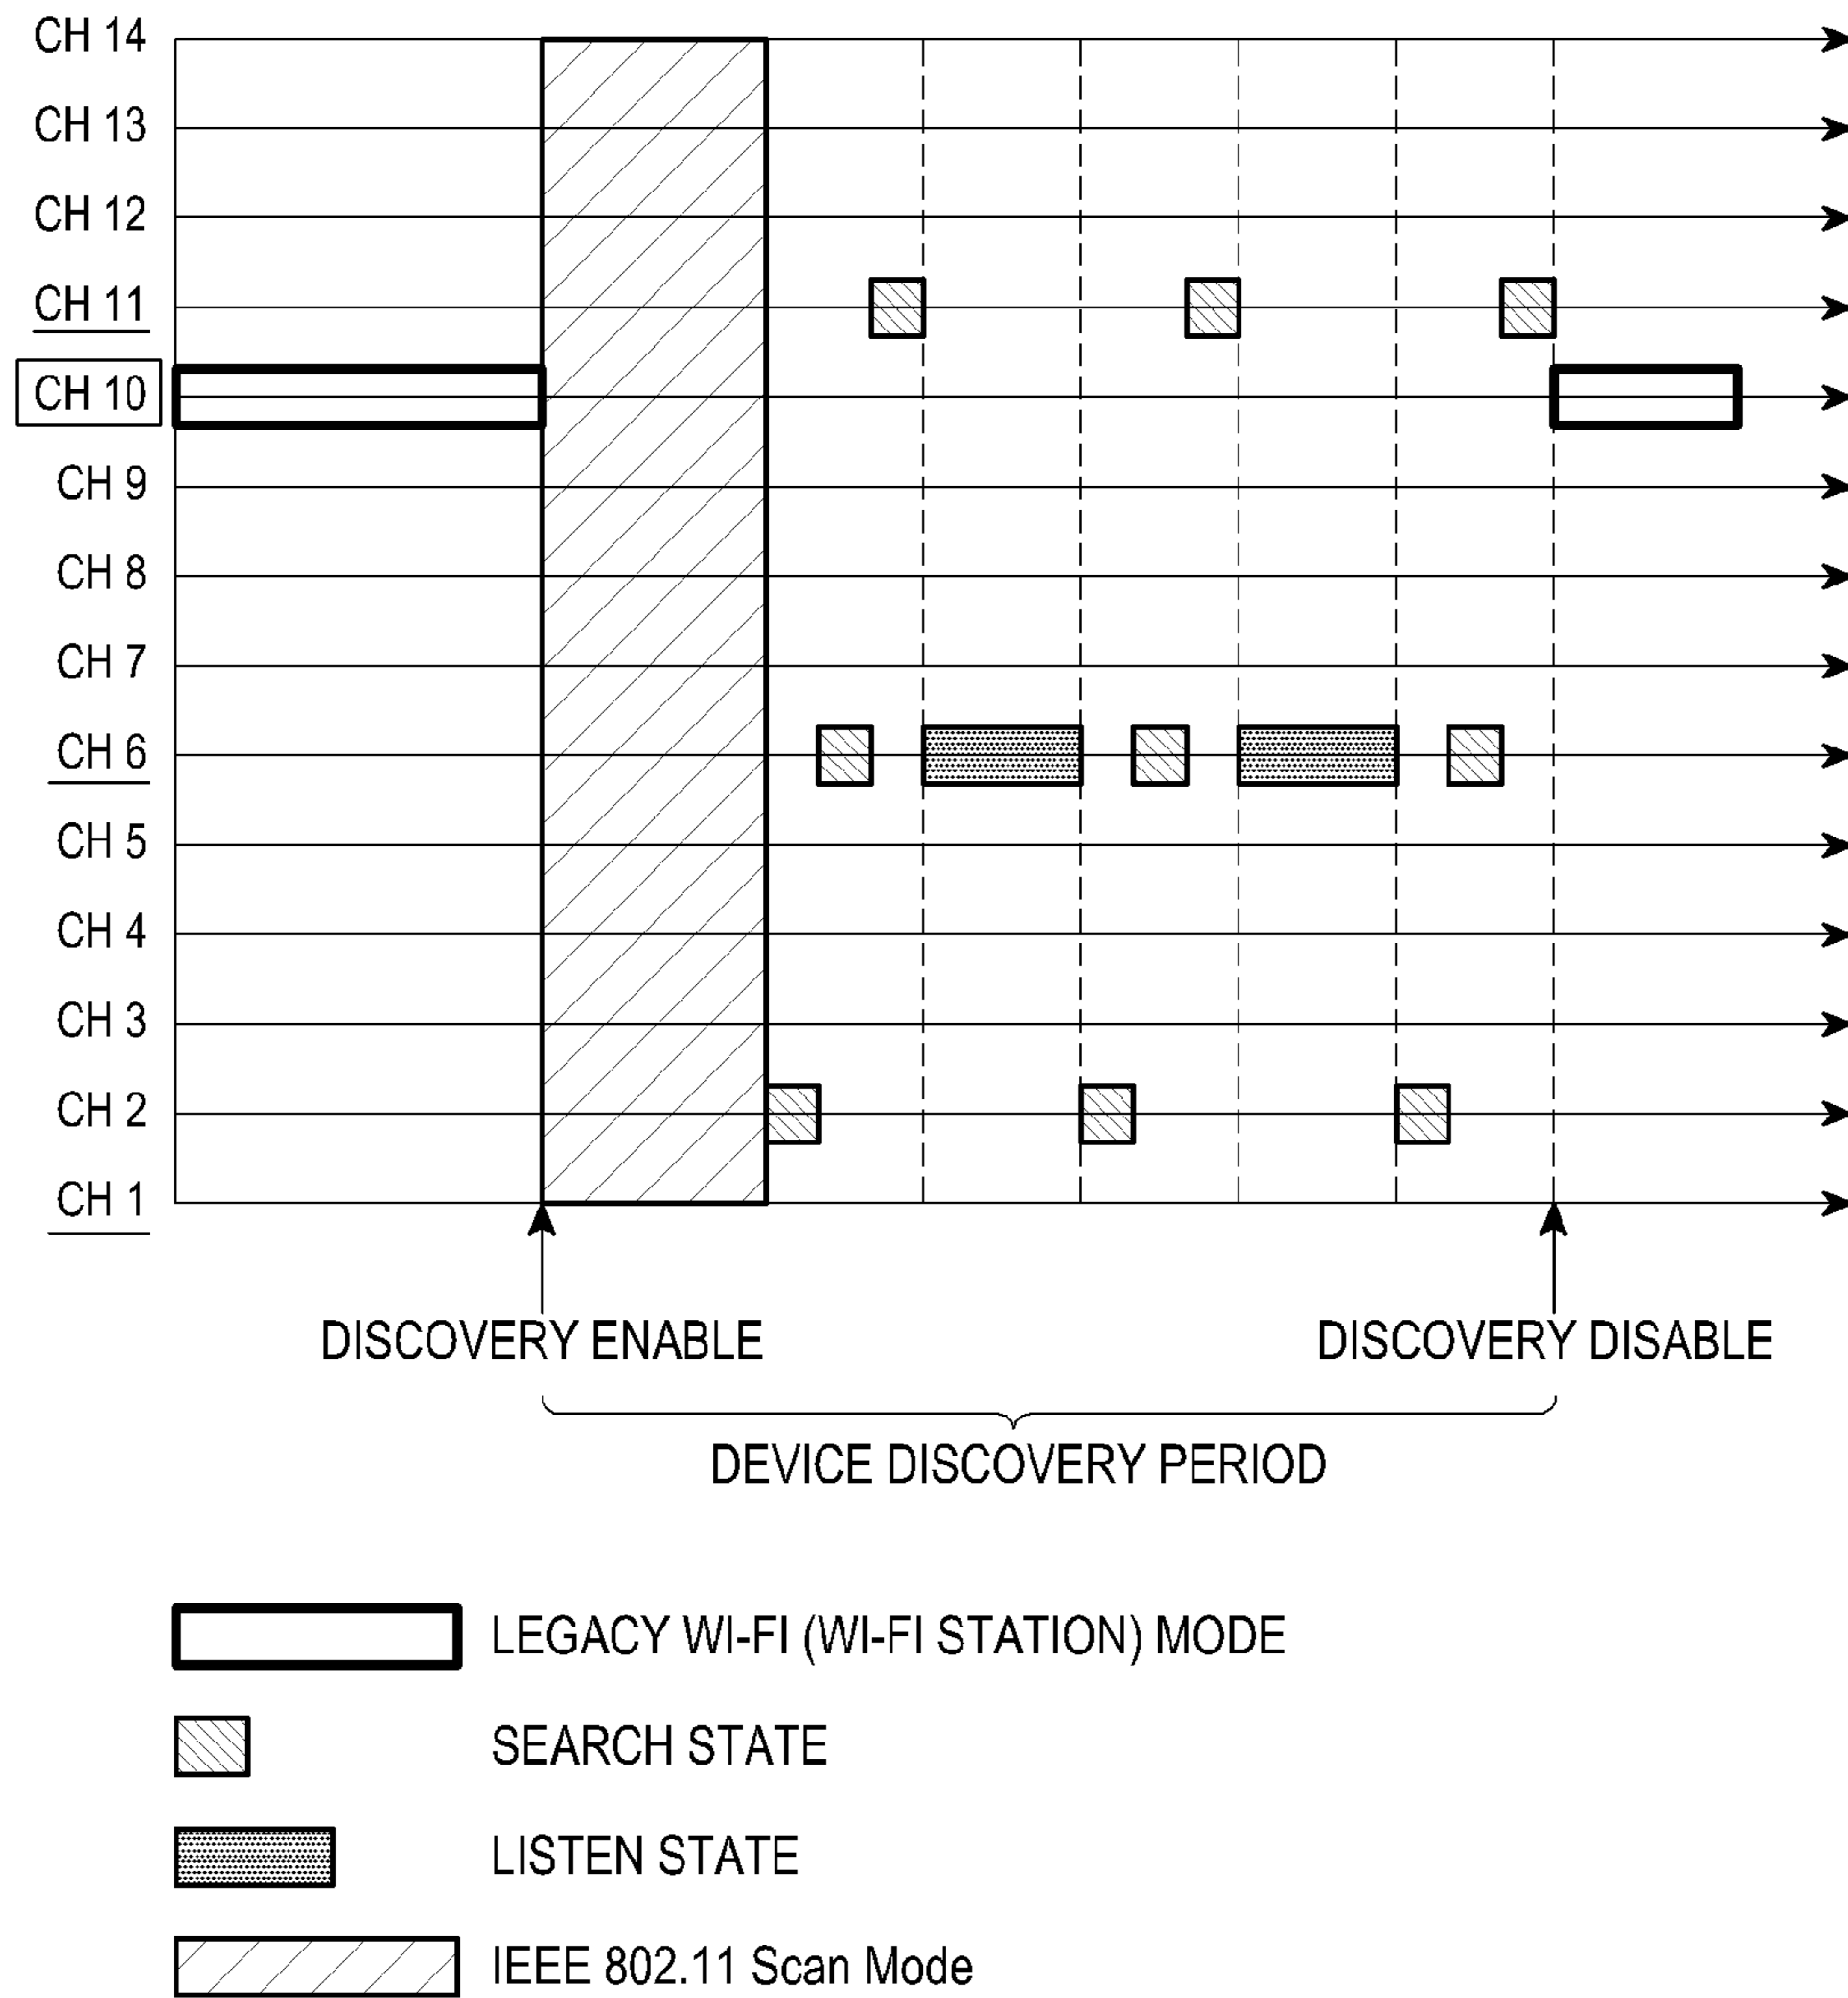 CH 14
CH 13
CH 12
CH 11
CH 10
CH 9
CH 8
CH 7
CH 6
CH 5
CH 4
CH 3
CH 2
CH 1
DISCOVERY ENABLE
DISCOVERY DISABLE
DEVICE DISCOVERY PERIOD
LEGACY WI-FI (WI-FI STATION) MODE
SEARCH STATE
LISTEN STATE
IEEE 802.11 Scan Mode